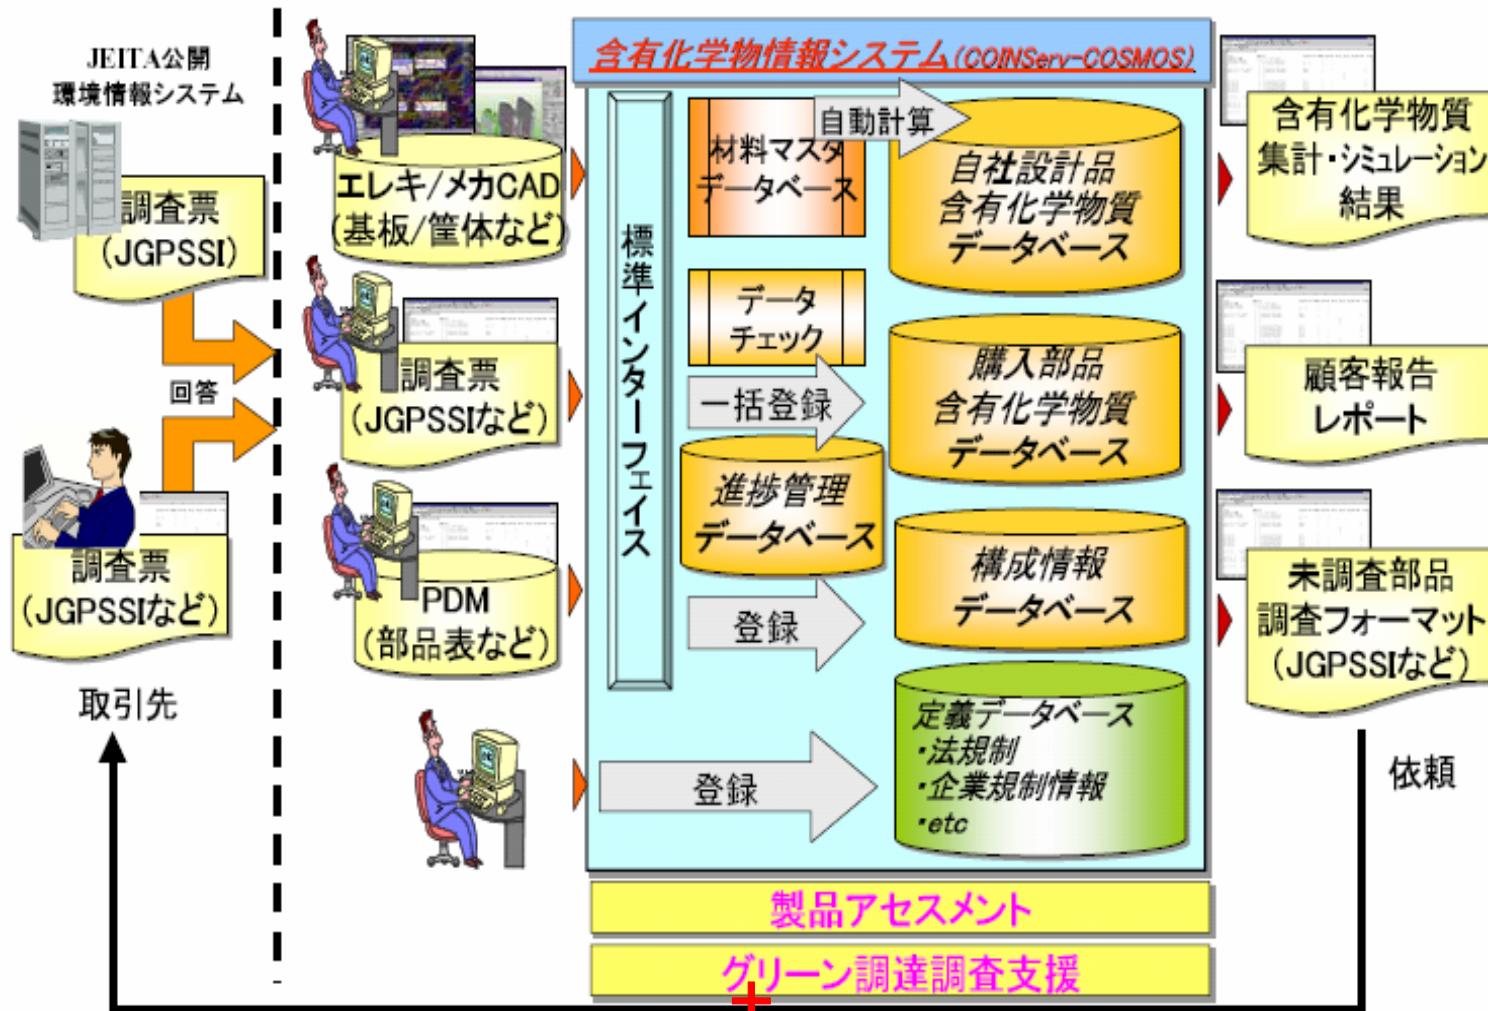 JEITA公開
環境情報システム
調査票
(JGPSSI)
回答
調査票
(JGPSSIなど)
取引先
エレキ/メカCAD
(基板/筐体など)
調査票
(JGPSSIなど)
PDM
(部品表など)
含有化学物情報システム(COINServ-COSMOS)
標準インターフェイス
材料マスタ
データベース
自動計算
自社設計品
含有化学物質
データベース
データ
チェック
一括登録
購入部品
含有化学物質
データベース
進捗管理
データベース
登録
構成情報
データベース
登録
定義データベース
・法規制
・企業規制情報
・etc
製品アセスメント
グリーン調達調査支援
含有化学物質
集計・シミュレーション
結果
顧客報告
レポート
未調査部品
調査フォーマット
(JGPSSIなど)
依頼